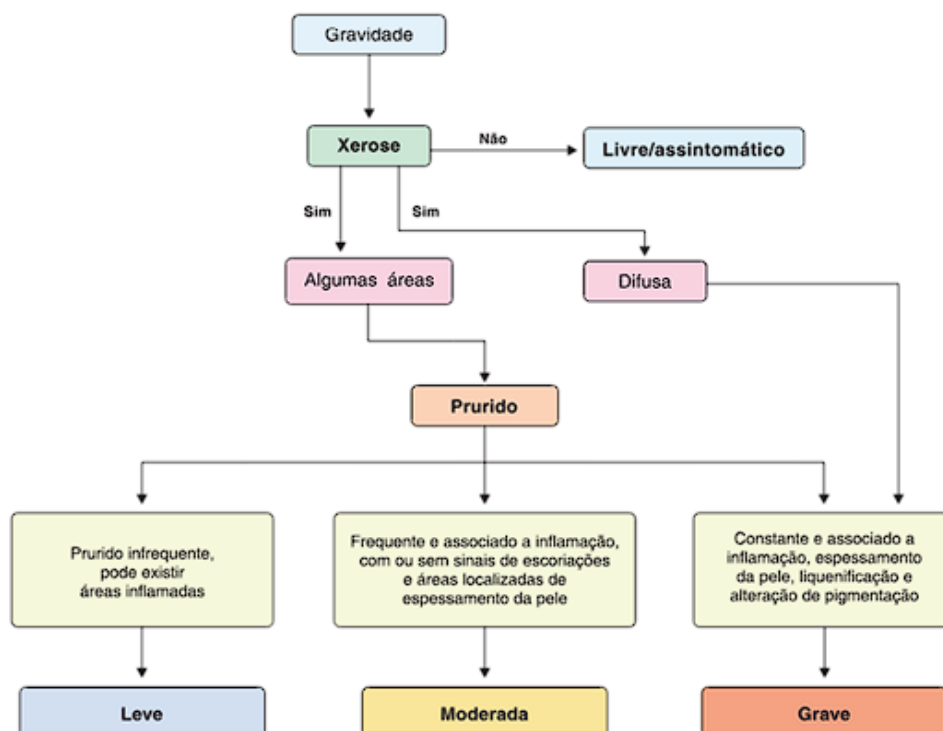 Gravidade
Xerose
Não
Livre/assintomático
Sim
Sim
Algumas áreas
Difusa
Prurido
Prurido infrequente,
pode existir
áreas inflamadas
Frequente e associado a inflamação,
com ou sem sinais de escoriações
e áreas localizadas de
espessamento da pele
Constante e associado a
inflamação, espessamento
da pele, liquenificação e
alteração de pigmentação
Leve
Moderada
Grave